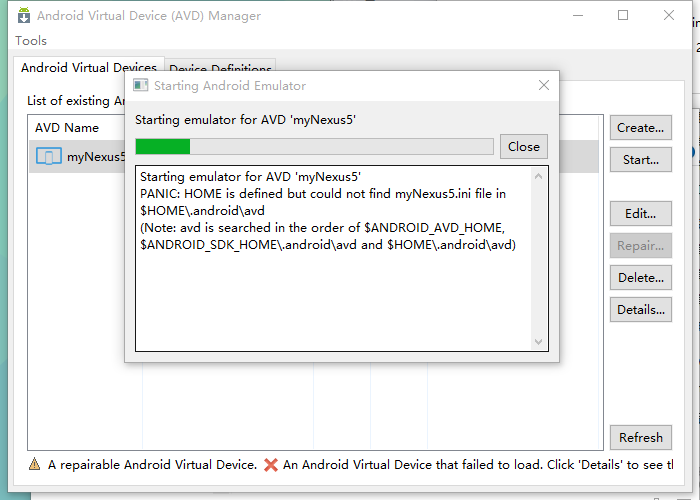 Android Virtual Device (AVD) Manager
Tools
Android Virtual Devices
Device Definitions
List of existing An
AVD Name
myNexus5
Starting Android Emulator
Starting emulator for AVD 'myNexus5'
Close
Starting emulator for AVD 'myNexus5'
PANIC: HOME is defined but could not find myNexus5.ini file in
$HOME\.android\avd
(Note: avd is searched in the order of $ANDROID_AVD_HOME,
$ANDROID_SDK_HOME\.android\avd and $HOME\.android\avd)
Create...
Start...
Edit...
Repair...
Delete...
Details...
Refresh
A repairable Android Virtual Device.
An Android Virtual Device that failed to load. Click 'Details' to see th